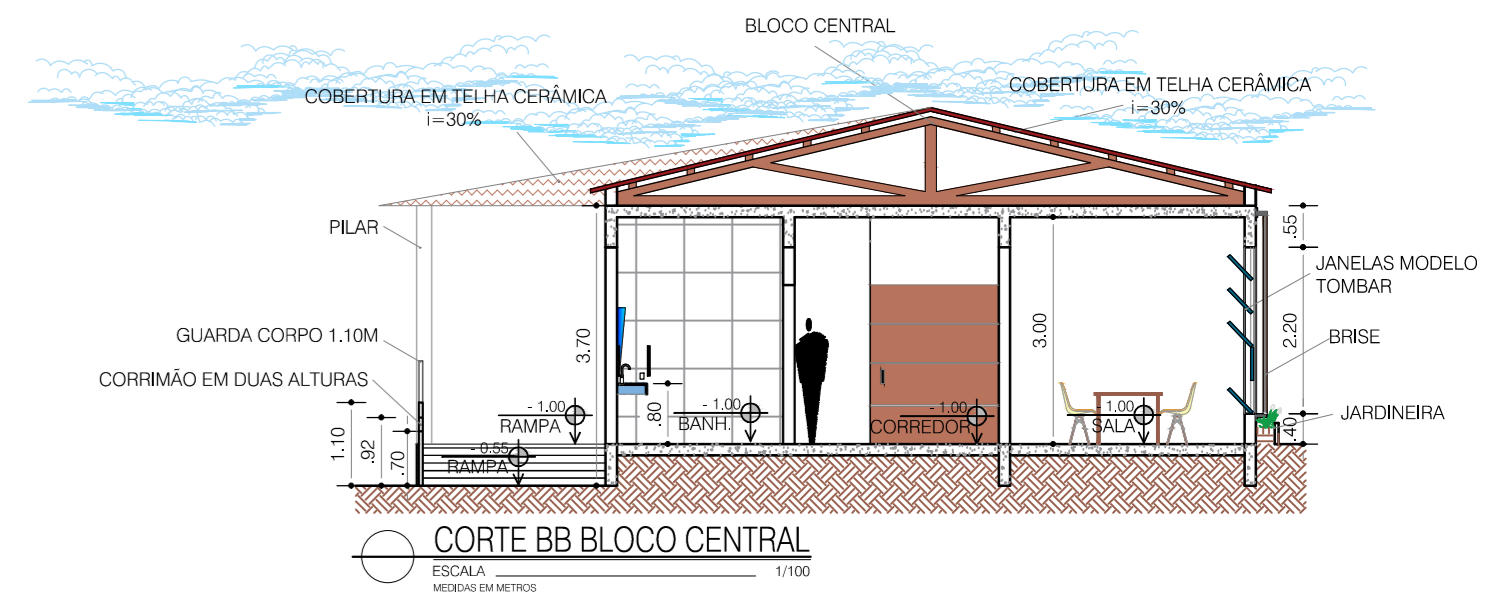 BLOCO CENTRAL
COBERTURA EM TELHA CERÂMICA
i=30%
COBERTURA EM TELHA CERÂMICA
i=30%
PILAR
.55
JANELAS MODELO
TOMBAR
GUARDA CORPO 1.10M
3.70
3.00
2.20
BRISE
CORRIMÃO EM DUAS ALTURAS
- 1.00
RAMPA
.80
- 1.00
BANH.
- 1.00
CORREDOR
- 1.00
SALA
JARDINEIRA
.40
1.10
.92
.70
- 0.55
RAMPA
CORTE BB BLOCO CENTRAL
ESCALA 1/100
MEDIDAS EM METROS